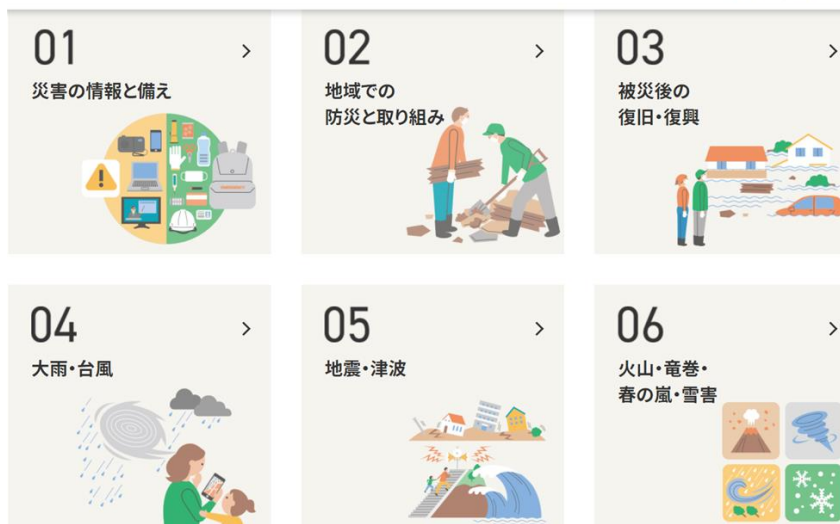 01
災害の情報と備え
02
地域での
防災と取り組み
03
被災後の
復旧・復興
04
大雨・台風
05
地震・津波
06
火山・竜巻・
春の嵐・雪害